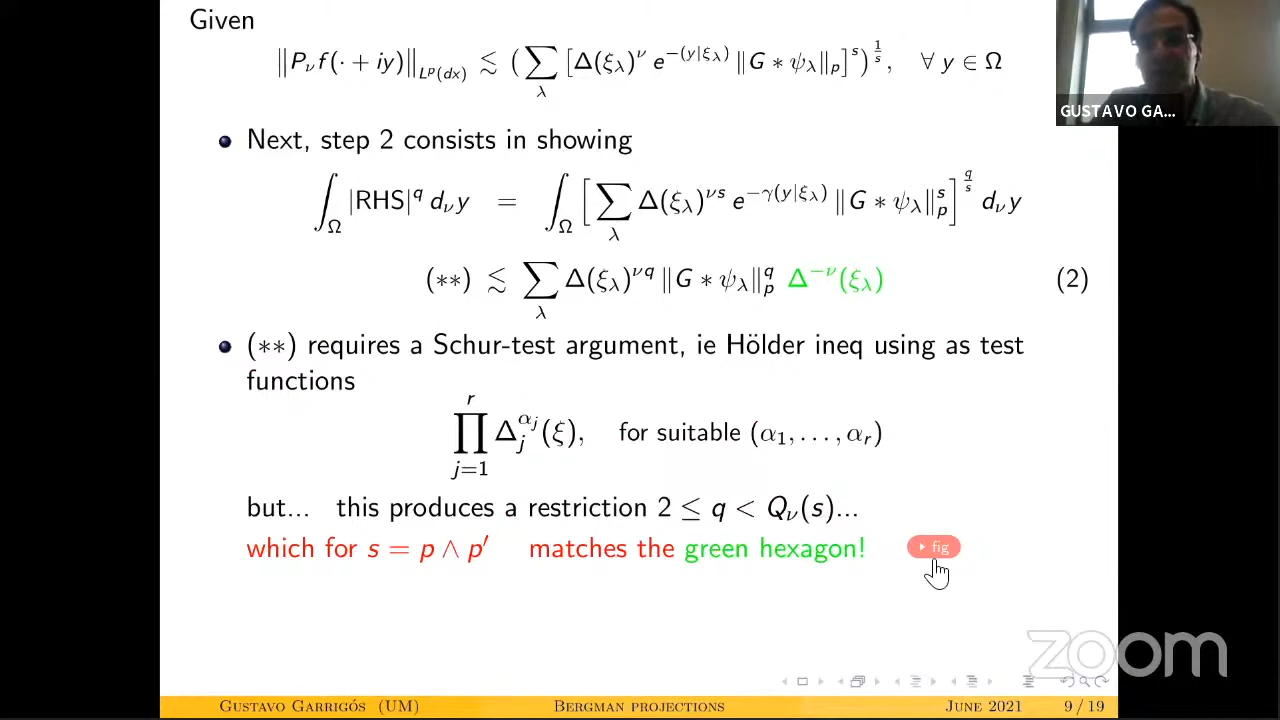 Given
‖P_ν f(· + iy)‖_{L^p(dx)} ≲ ( ∑_λ [Δ(ξ_λ)^ν e^{−(y|ξ_λ)} ‖G ∗ ψ_λ‖_p]^s )^{1/s}, ∀ y ∈ Ω
Next, step 2 consists in showing
∫_Ω |RHS|^q d_ν y = ∫_Ω [ ∑_λ Δ(ξ_λ)^{νs} e^{−γ(y|ξ_λ)} ‖G ∗ ψ_λ‖_p^s ]^{q/s} d_ν y
(∗∗) ≲ ∑_λ Δ(ξ_λ)^{νq} ‖G ∗ ψ_λ‖_p^q Δ^{−ν}(ξ_λ) (2)
(∗∗) requires a Schur-test argument, ie Hölder ineq using as test
functions
∏_{j=1}^r Δ_j^{α_j}(ξ), for suitable (α_1, . . . , α_r)
but... this produces a restriction 2 ≤ q < Q_ν(s)...
which for s = p ∧ p′ matches the green hexagon! fig
GUSTAVO GA...
zoom
Gustavo Garrigós (UM) Bergman projections June 2021 9 / 19